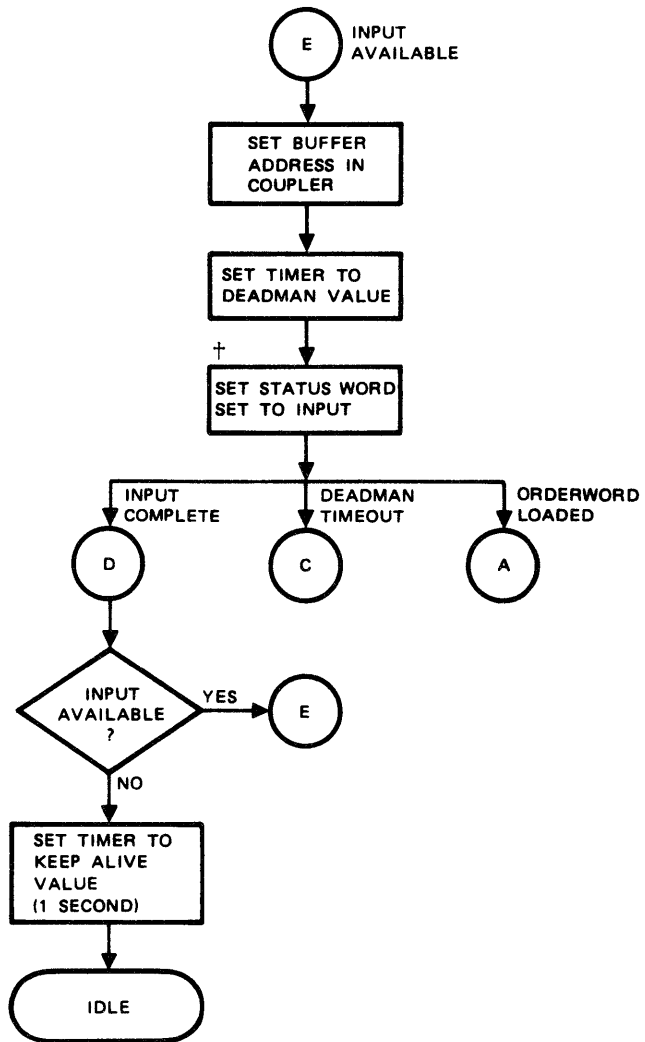 E
INPUT
AVAILABLE
SET BUFFER
ADDRESS IN
COUPLER
SET TIMER TO
DEADMAN VALUE
†
SET STATUS WORD
SET TO INPUT
INPUT
COMPLETE
DEADMAN
TIMEOUT
ORDERWORD
LOADED
D
C
A
INPUT
AVAILABLE
?
YES
E
NO
SET TIMER TO
KEEP ALIVE
VALUE
(1 SECOND)
IDLE